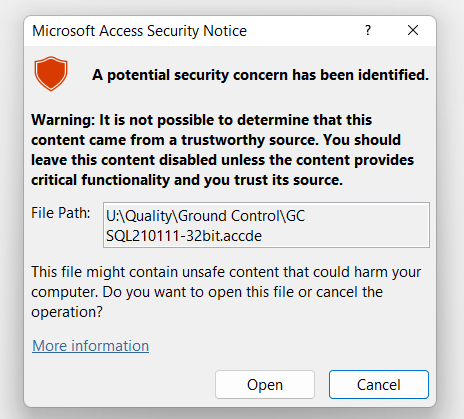 Microsoft Access Security Notice
?
A potential security concern has been identified.
Warning: It is not possible to determine that this
content came from a trustworthy source. You should
leave this content disabled unless the content provides
critical functionality and you trust its source.
File Path:
U:\Quality\Ground Control\GC
SQL210111-32bit.accde
This file might contain unsafe content that could harm your
computer. Do you want to open this file or cancel the
operation?
More information
Open
Cancel